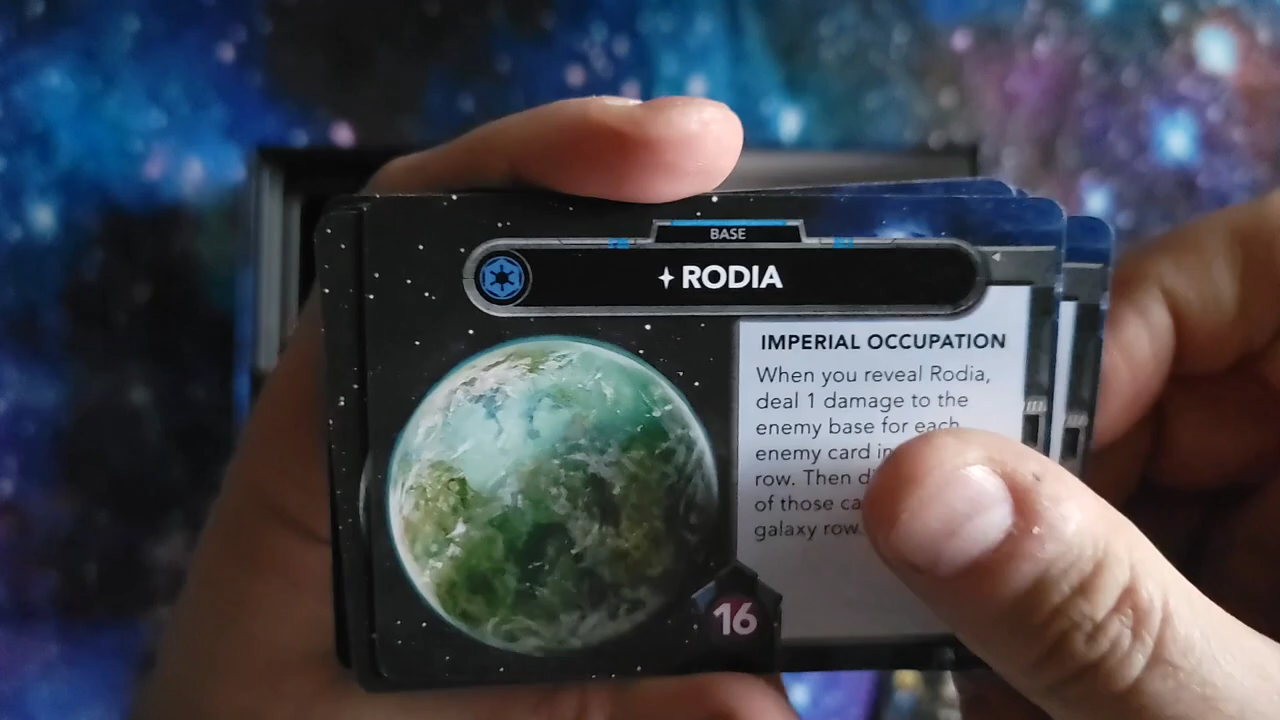 BASE
RODIA
IMPERIAL OCCUPATION
When you reveal Rodia,
deal 1 damage to the
enemy base for each
enemy card in
row. Then
of those
galaxy row
16